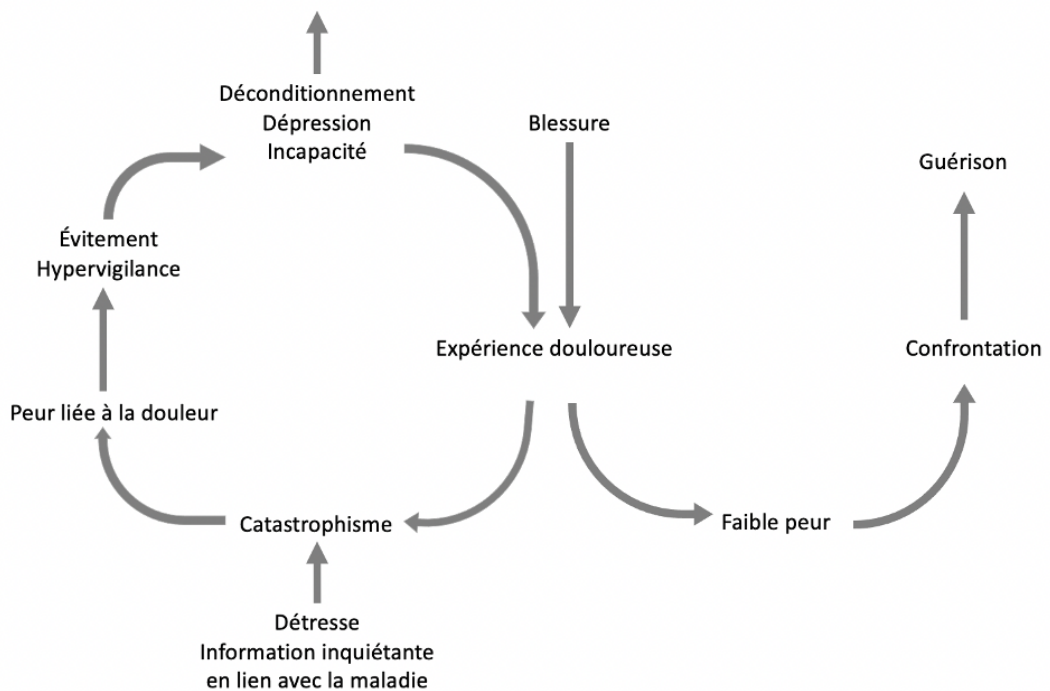 Déconditionnement
Dépression
Incapacité
Blessure
Guérison
Évitement
Hypervigilance
Expérience douloureuse
Confrontation
Peur liée à la douleur
Catastrophisme
Faible peur
Détresse
Information inquiétante
en lien avec la maladie